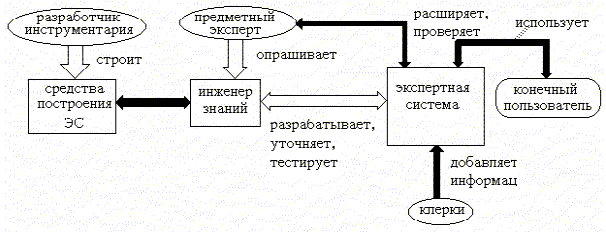 разработчик
инструментария
предметный
эксперт
расширяет,
проверяет
использует
строит
опрашивает
средства
построения
ЭС
инженер
знаний
экспертная
система
конечный
пользователь
разрабатывает,
уточняет,
тестирует
добавляет
информац
клерки